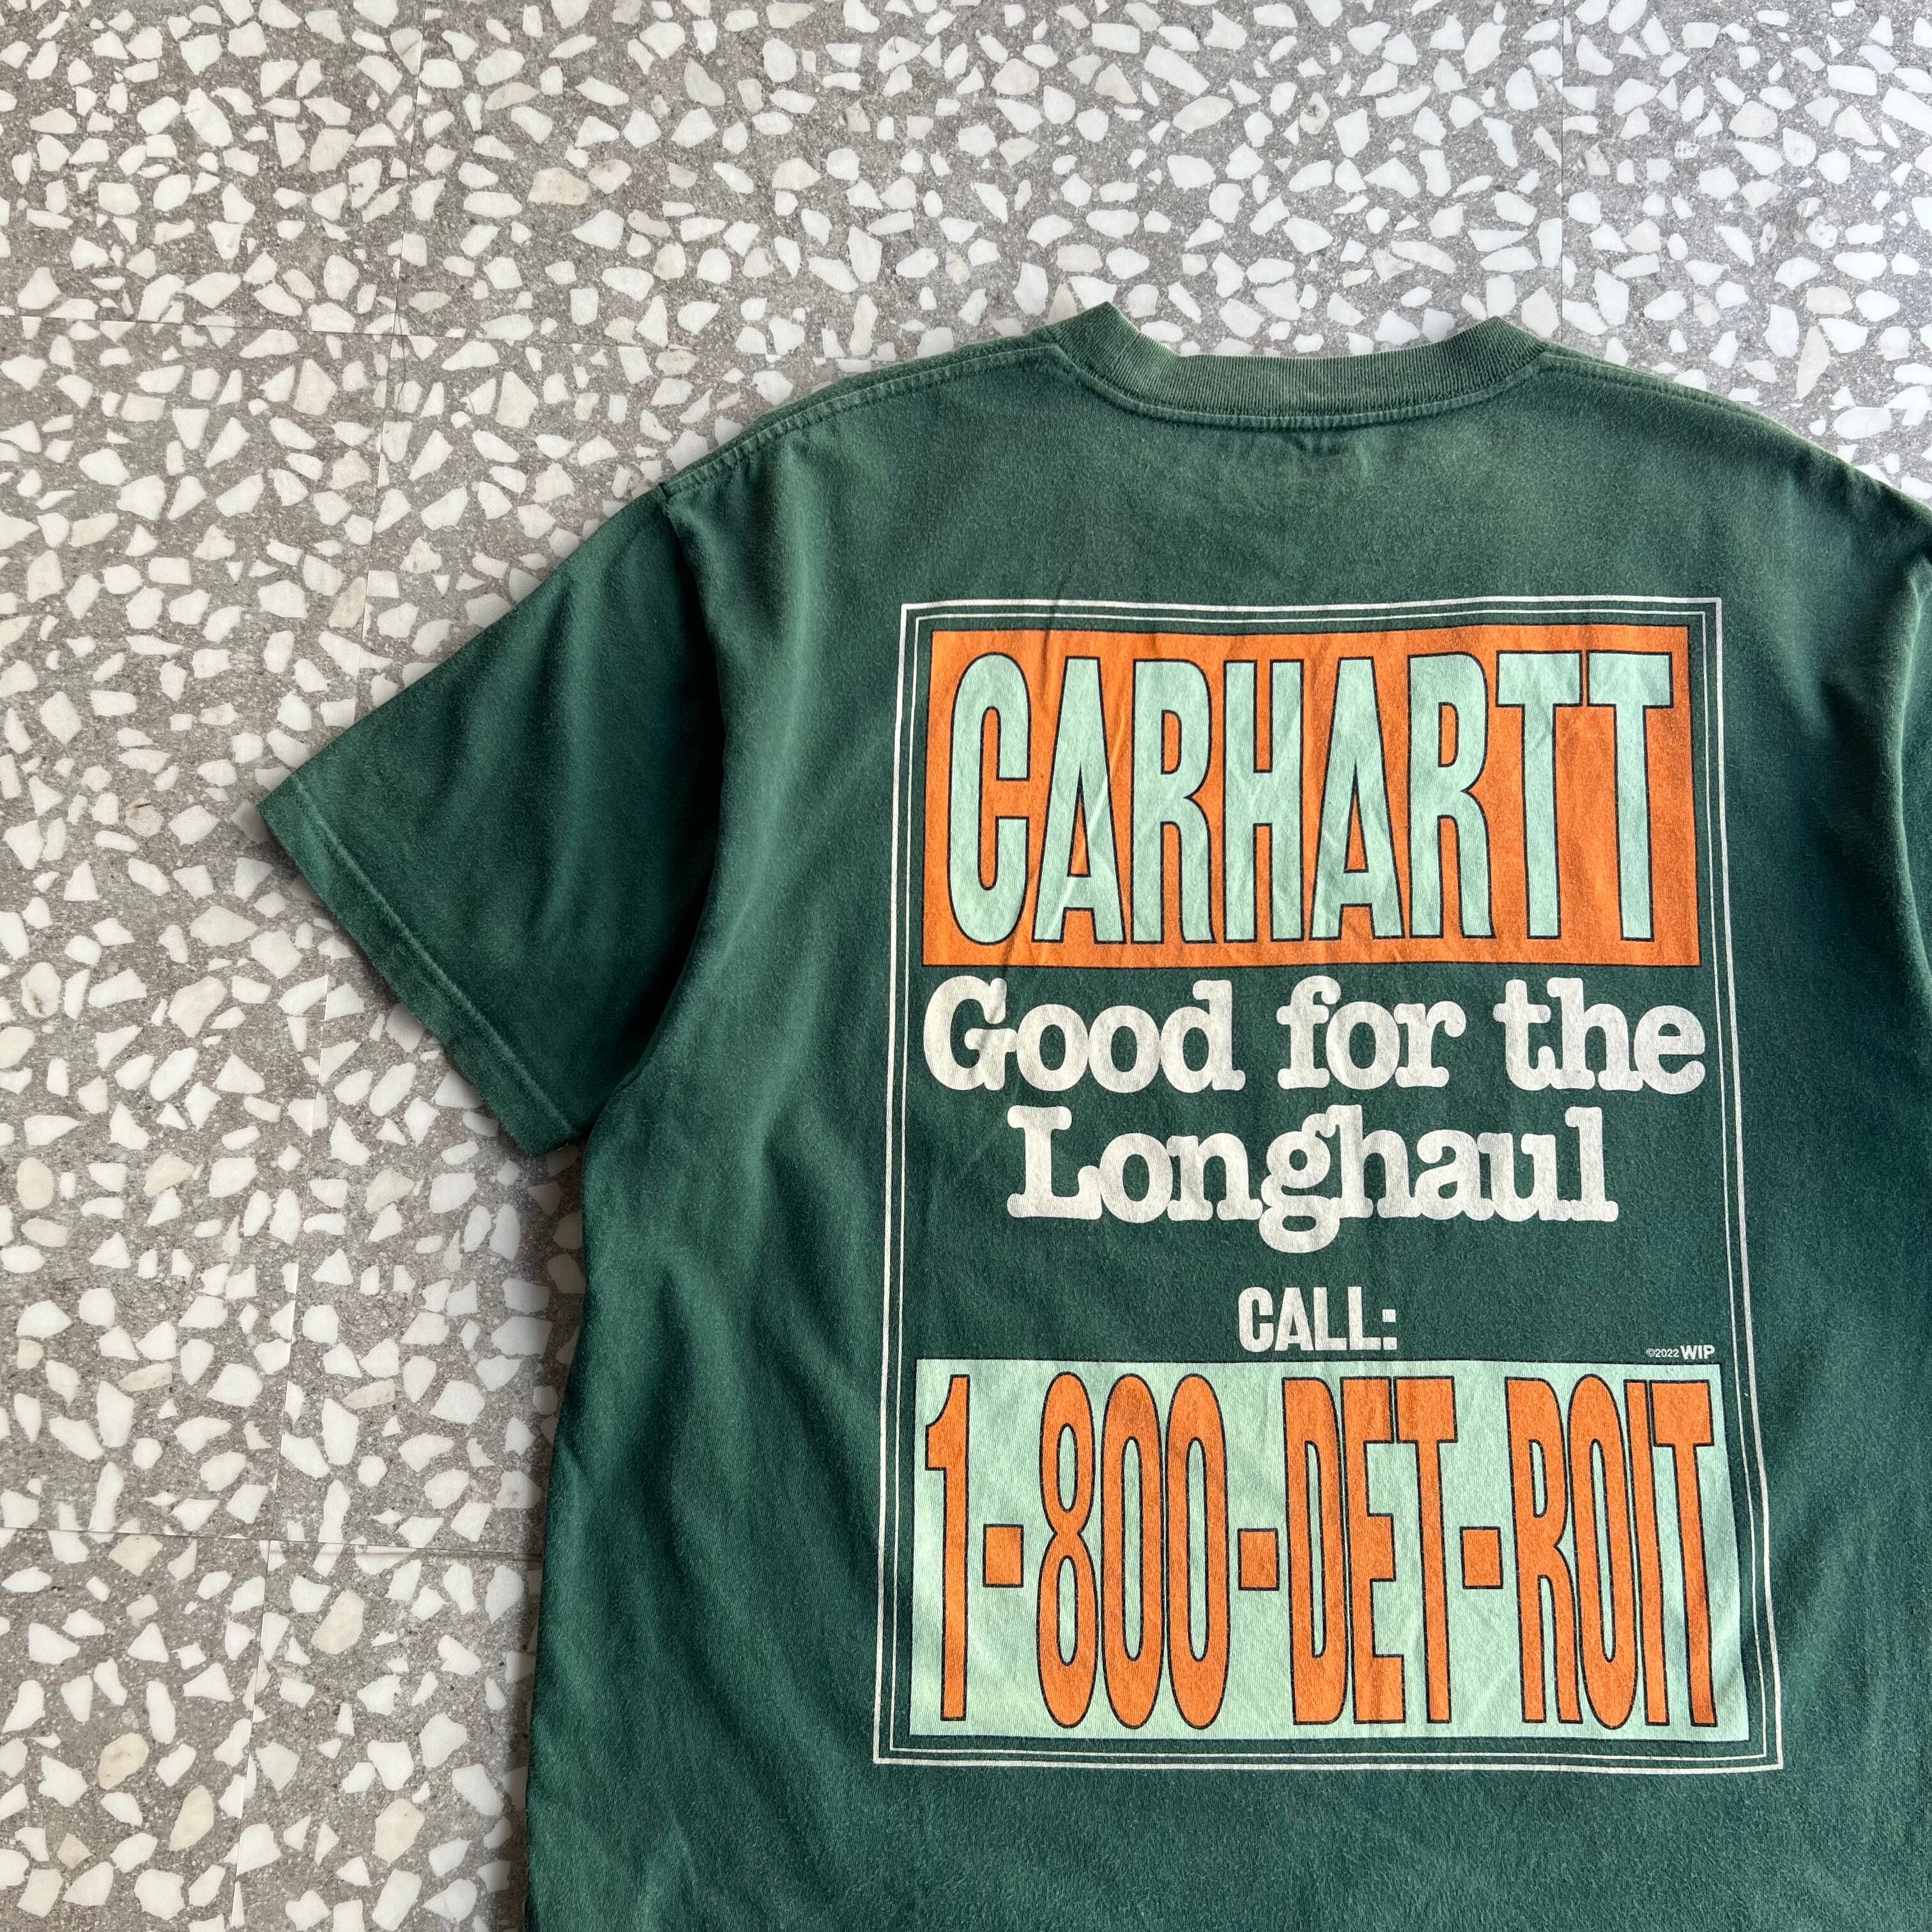 CARHARTT
Good for the
Longhaul
CALL:
©2022 WIP
1-800-DET-ROIT